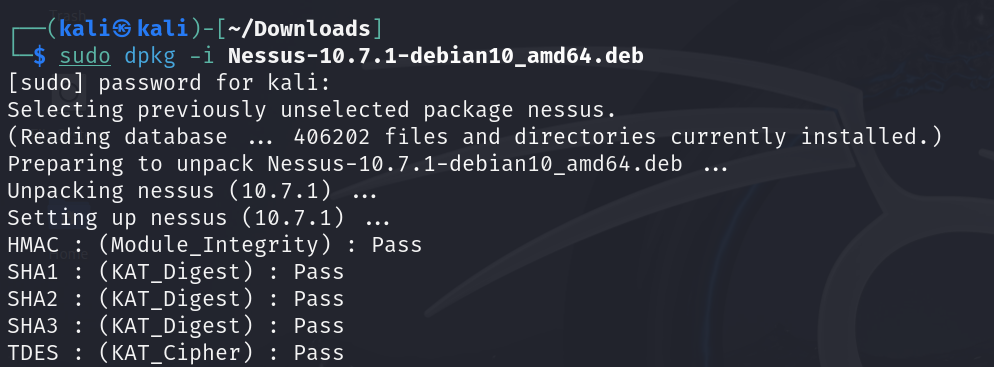 ┌──(kali㉿kali)-[~/Downloads]
└─$ sudo dpkg -i Nessus-10.7.1-debian10_amd64.deb
[sudo] password for kali:
Selecting previously unselected package nessus.
(Reading database ... 406202 files and directories currently installed.)
Preparing to unpack Nessus-10.7.1-debian10_amd64.deb ...
Unpacking nessus (10.7.1) ...
Setting up nessus (10.7.1) ...
HMAC : (Module_Integrity) : Pass
SHA1 : (KAT_Digest) : Pass
SHA2 : (KAT_Digest) : Pass
SHA3 : (KAT_Digest) : Pass
TDES : (KAT_Cipher) : Pass
Trash
Home